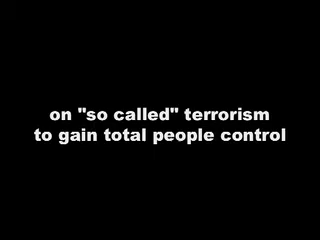 on "so called" terrorism
to gain total people control